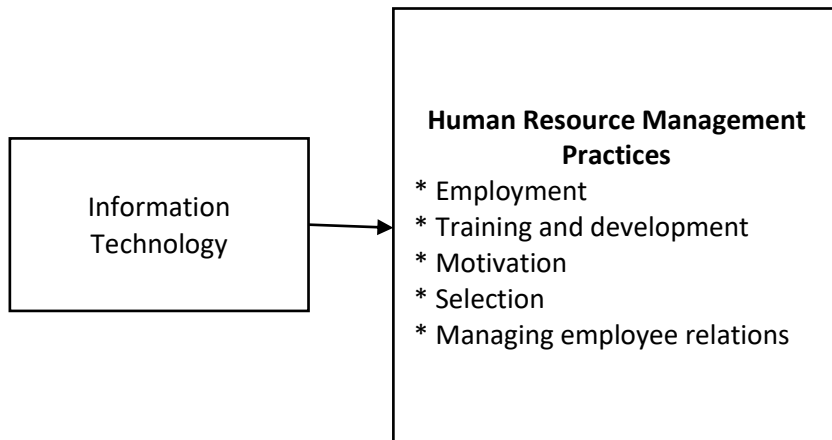 Information
Technology
Human Resource Management
Practices
* Employment
* Training and development
* Motivation
* Selection
* Managing employee relations